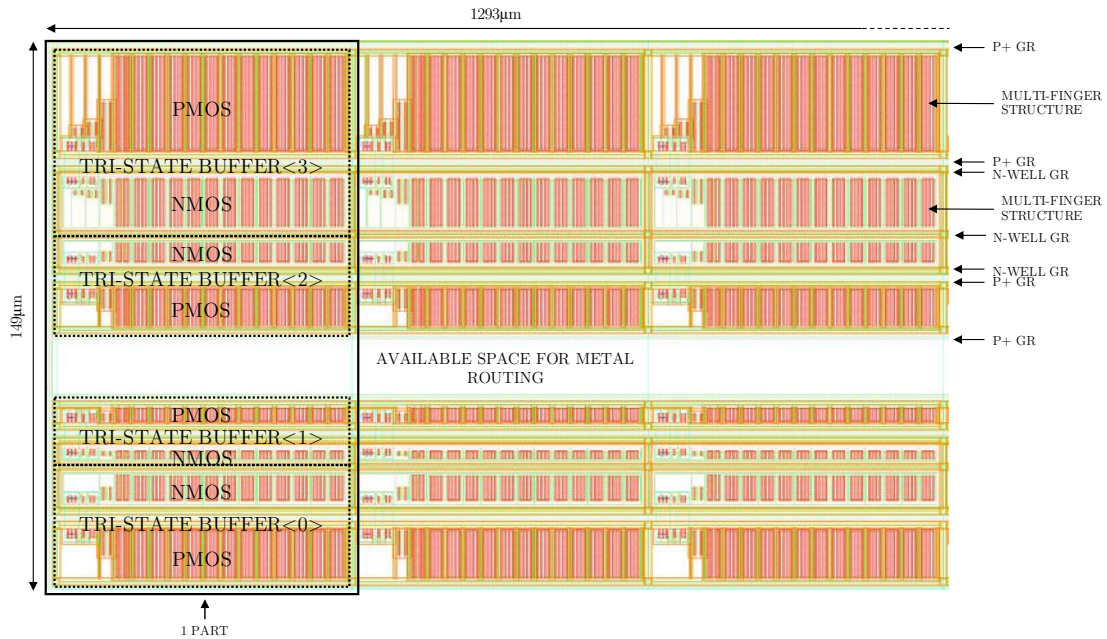 1293µm
P+ GR
MULTI-FINGER
STRUCTURE
PMOS
TRI-STATE BUFFER<3>
P+ GR
N-WELL GR
NMOS
MULTI-FINGER
STRUCTURE
N-WELL GR
NMOS
TRI-STATE BUFFER<2>
N-WELL GR
P+ GR
PMOS
149µm
P+ GR
AVAILABLE SPACE FOR METAL
ROUTING
PMOS
TRI-STATE BUFFER<1>
NMOS
NMOS
TRI-STATE BUFFER<0>
PMOS
1 PART